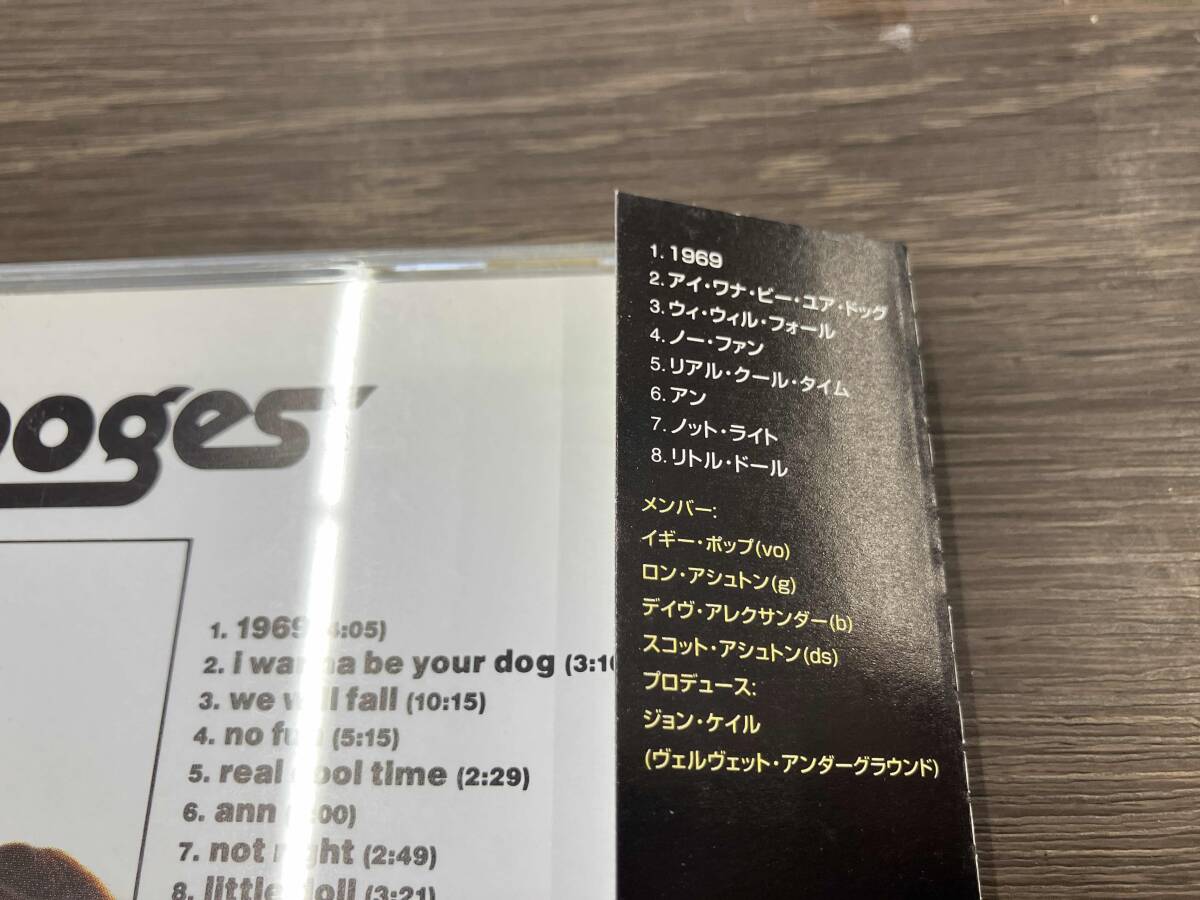 ooges
1. 1969 (4:05)
2. i wanna be your dog (3:1
3. we will fall (10:15)
4. no fun (5:15)
5. real cool time (2:29)
6. ann :00)
7. not right (2:49)
8. little doll (3:21)
1. 1969
2. アイ・ワナ・ビー・ユア・ドッグ
3. ウィ・ウィル・フォール
4. ノー・ファン
5. リアル・クール・タイム
6. アン
7. ノット・ライト
8. リトル・ドール
メンバー:
イギー・ポップ(vo)
ロン・アシュトン(g)
デイヴ・アレクサンダー(b)
スコット・アシュトン(ds)
プロデュース:
ジョン・ケイル
(ヴェルヴェット・アンダーグラウンド)